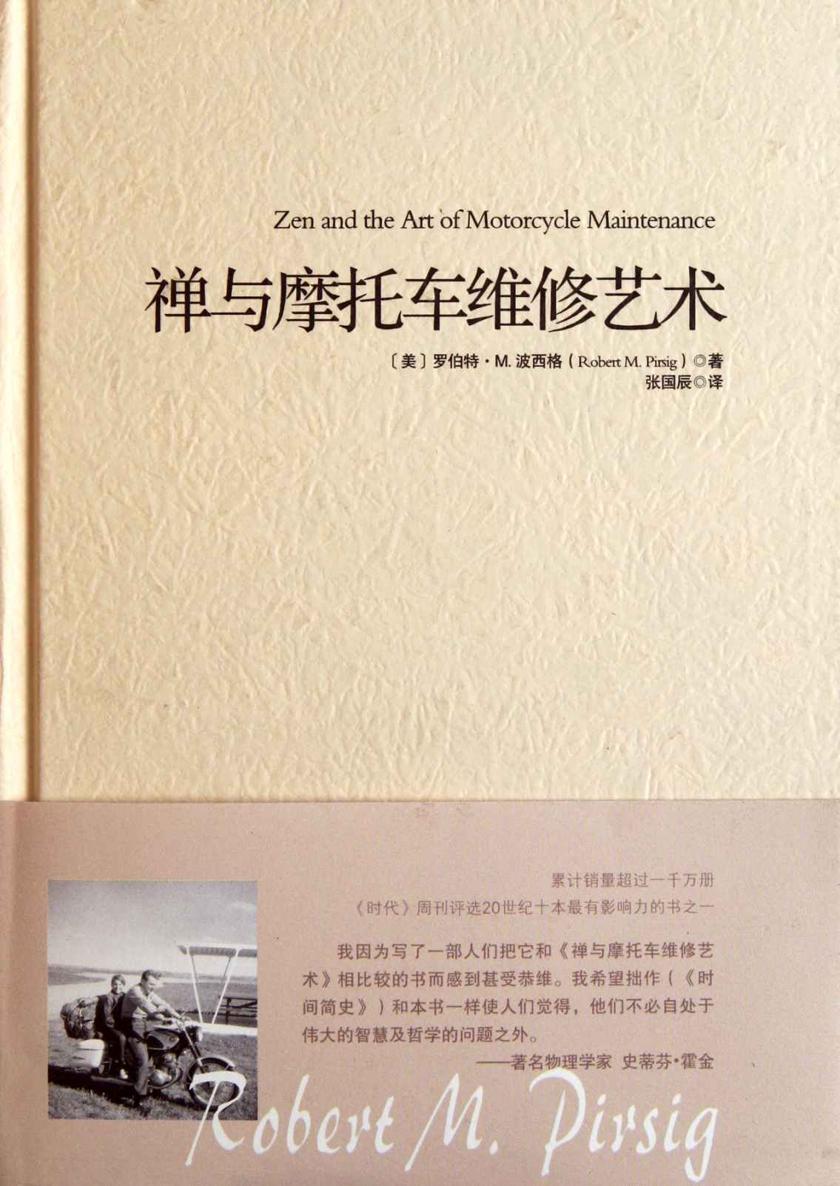 Zen and the Art of Motorcycle Maintenance
禅与摩托车维修艺术
〔美〕罗伯特·M. 波西格（Robert M. Pirsig）◎著
张国辰◎译
累计销量超过一千万册
《时代》周刊评选20世纪十本最有影响力的书之一
我因为写了一部人们把它和《禅与摩托车维修艺
术》相比较的书而感到甚受恭维。我希望拙作（《时
间简史》）和本书一样使人们觉得，他们不必自处于
伟大的智慧及哲学的问题之外。
——著名物理学家 史蒂芬·霍金
Robert M. Pirsig